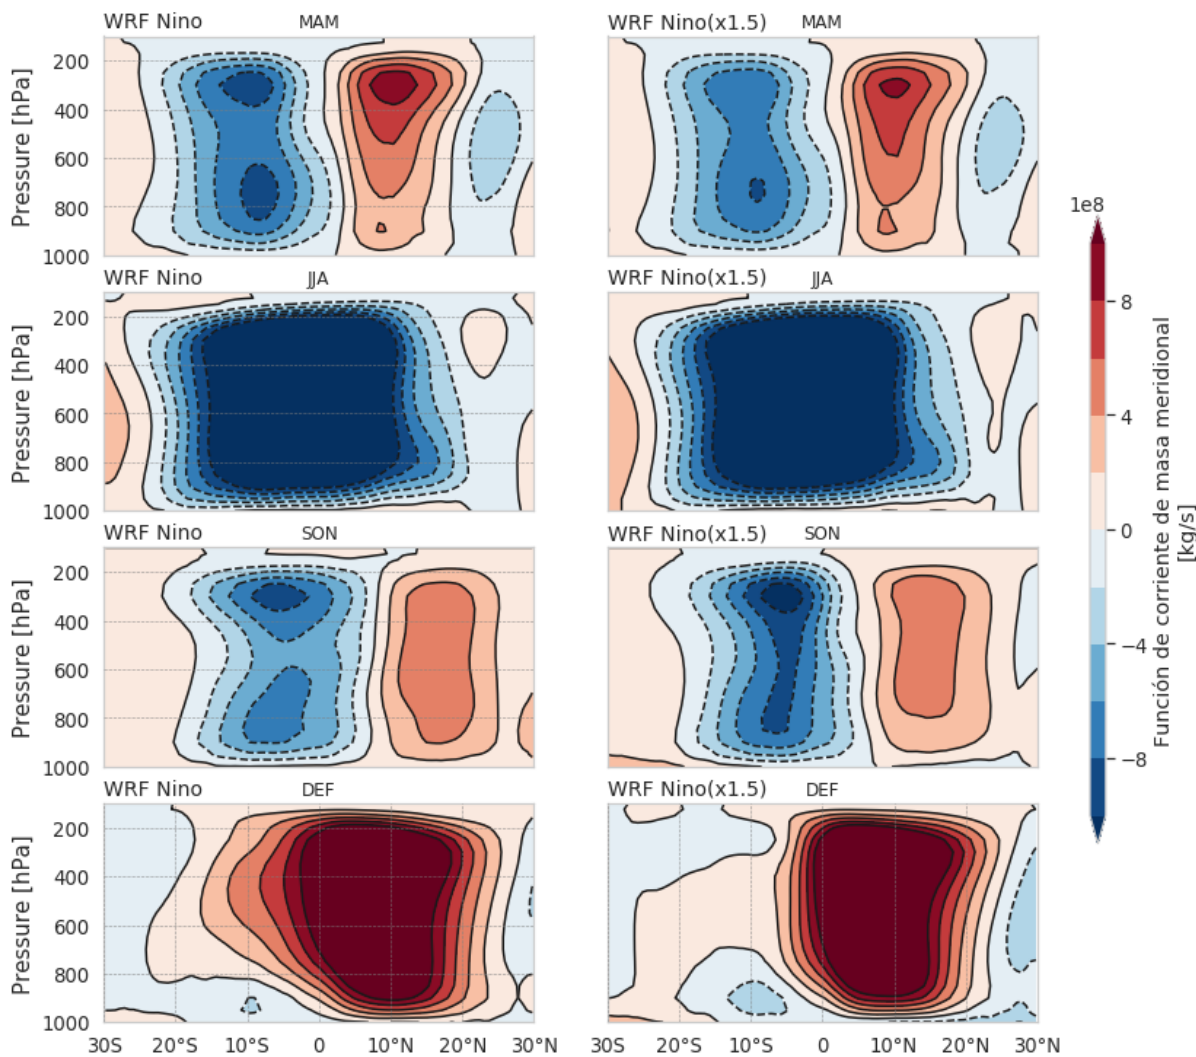 WRF Nino MAM WRF Nino(x1.5) MAM
Pressure [hPa]
200
400
600
800
1000
WRF Nino JJA WRF Nino(x1.5) JJA
Pressure [hPa]
200
400
600
800
1000
WRF Nino SON WRF Nino(x1.5) SON
Pressure [hPa]
200
400
600
800
1000
WRF Nino DEF WRF Nino(x1.5) DEF
Pressure [hPa]
200
400
600
800
1000
30°S 20°S 10°S 0 10°N 20°N 30°N
30°S 20°S 10°S 0 10°N 20°N 30°N
1e8
8
4
0
−4
−8
Función de corriente de masa meridional
[kg/s]